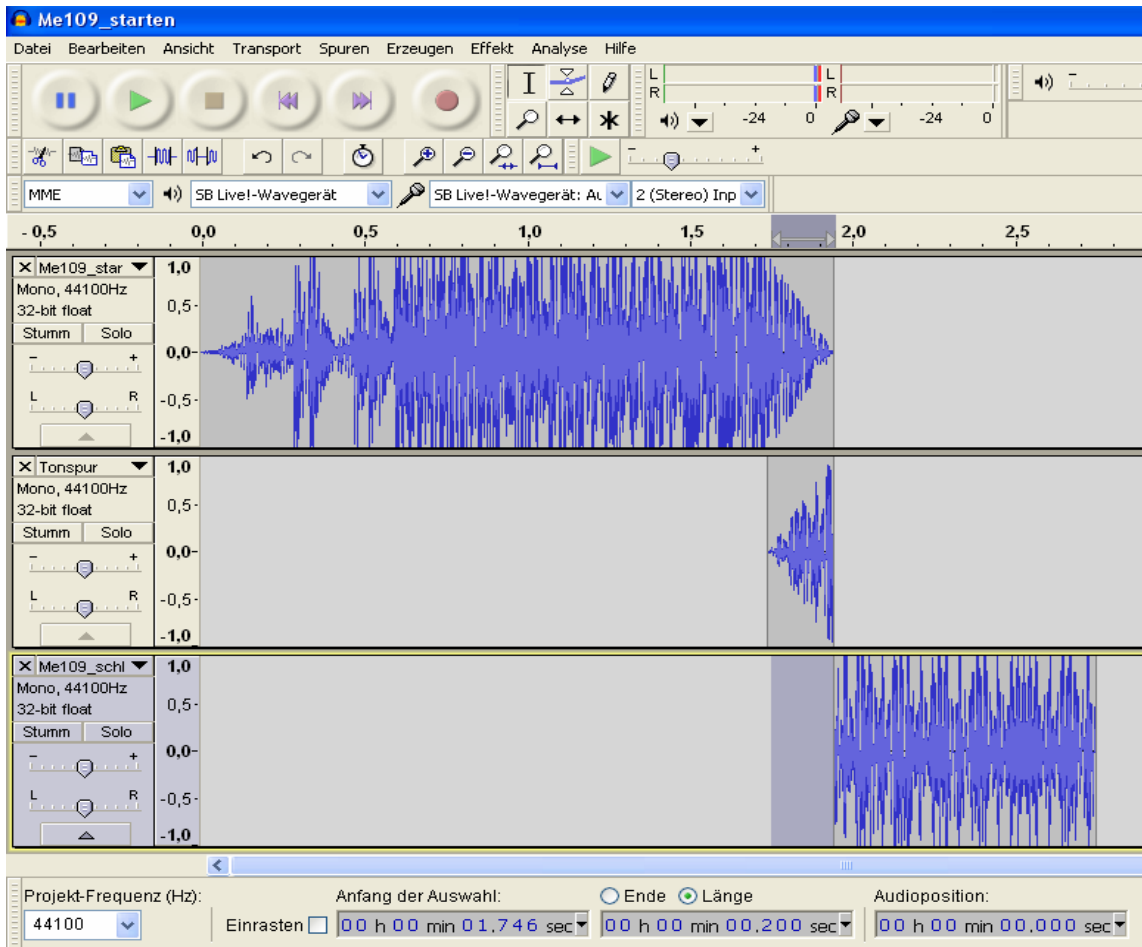 Me109_starten
Datei Bearbeiten Ansicht Transport Spuren Erzeugen Effekt Analyse Hilfe
L L
R R
-24 0 -24 0
- +
MME SB Live!-Wavegerät SB Live!-Wavegerät: Au 2 (Stereo) Inp
- 0,5 0,0 0,5 1,0 1,5 2,0 2,5
X Me109_star 1,0
Mono, 44100Hz
32-bit float 0,5-
Stumm Solo
- + 0,0-
L R -0,5-
-1,0
X Tonspur 1,0
Mono, 44100Hz
32-bit float 0,5-
Stumm Solo
- + 0,0-
L R -0,5-
-1,0
X Me109_schl 1,0
Mono, 44100Hz
32-bit float 0,5-
Stumm Solo
- + 0,0-
L R -0,5-
-1,0
Projekt-Frequenz (Hz): Anfang der Auswahl: Ende Länge Audioposition:
44100 Einrasten 00 h 00 min 01.746 sec 00 h 00 min 00.200 sec 00 h 00 min 00.000 sec